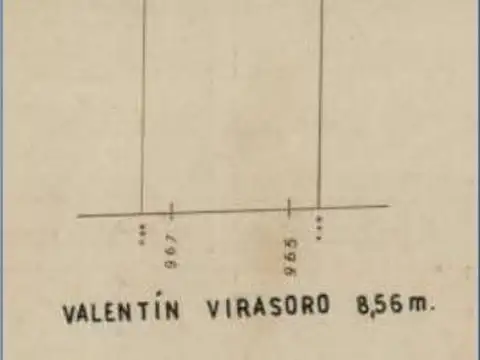 *** 967 965 ***
VALENTÍN VIRASORO 8,56 m.